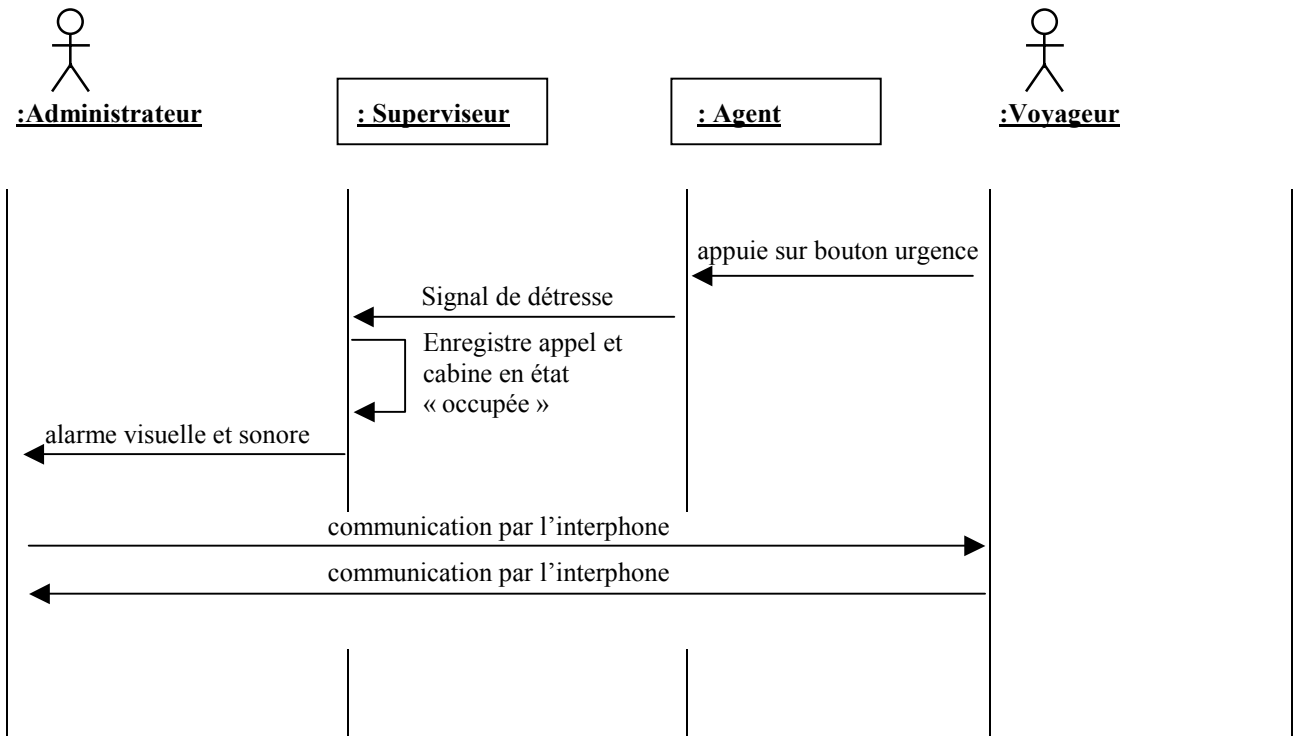 :Administrateur
: Superviseur
: Agent
:Voyageur
appuie sur bouton urgence
Signal de détresse
Enregistre appel et
cabine en état
« occupée »
alarme visuelle et sonore
communication par l’interphone
communication par l’interphone